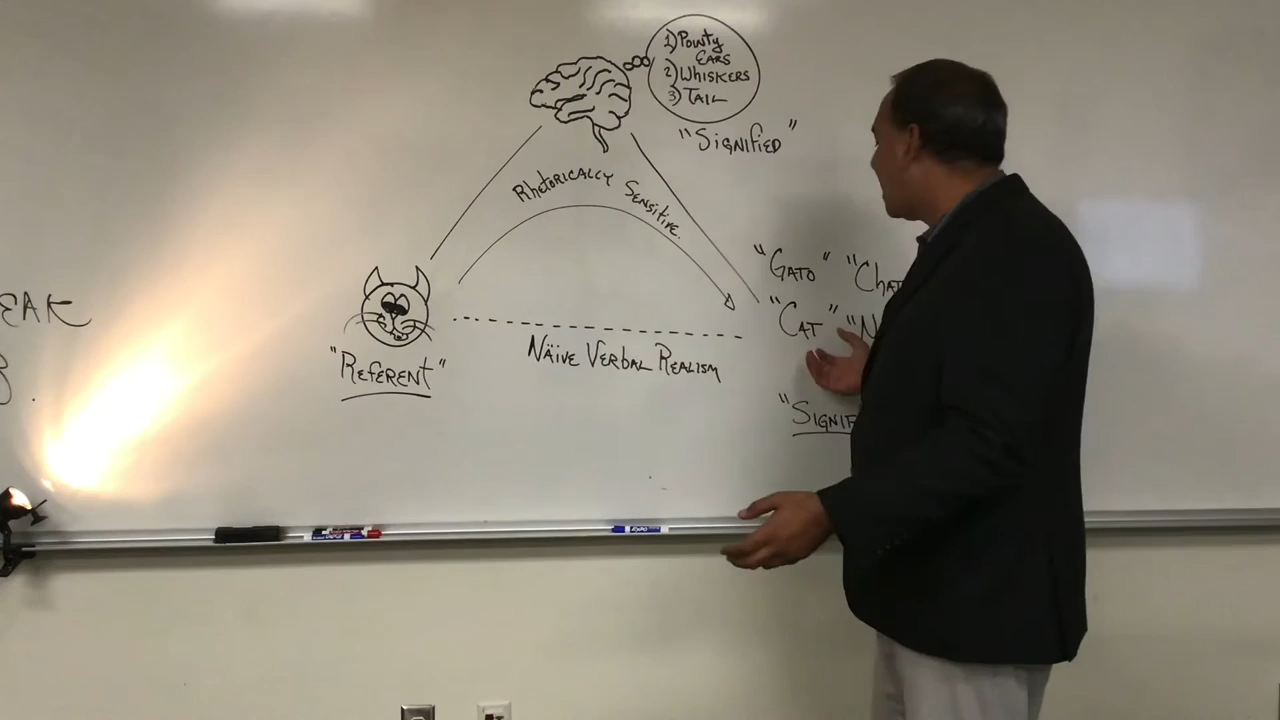 1) Pointy
Ears
2) Whiskers
3) Tail
"Signified"
Rhetorically Sensitive.
"Gato" "Chat
"Cat" "N
EAK
Näive Verbal Realism
"Referent"
"Signif
EXPO